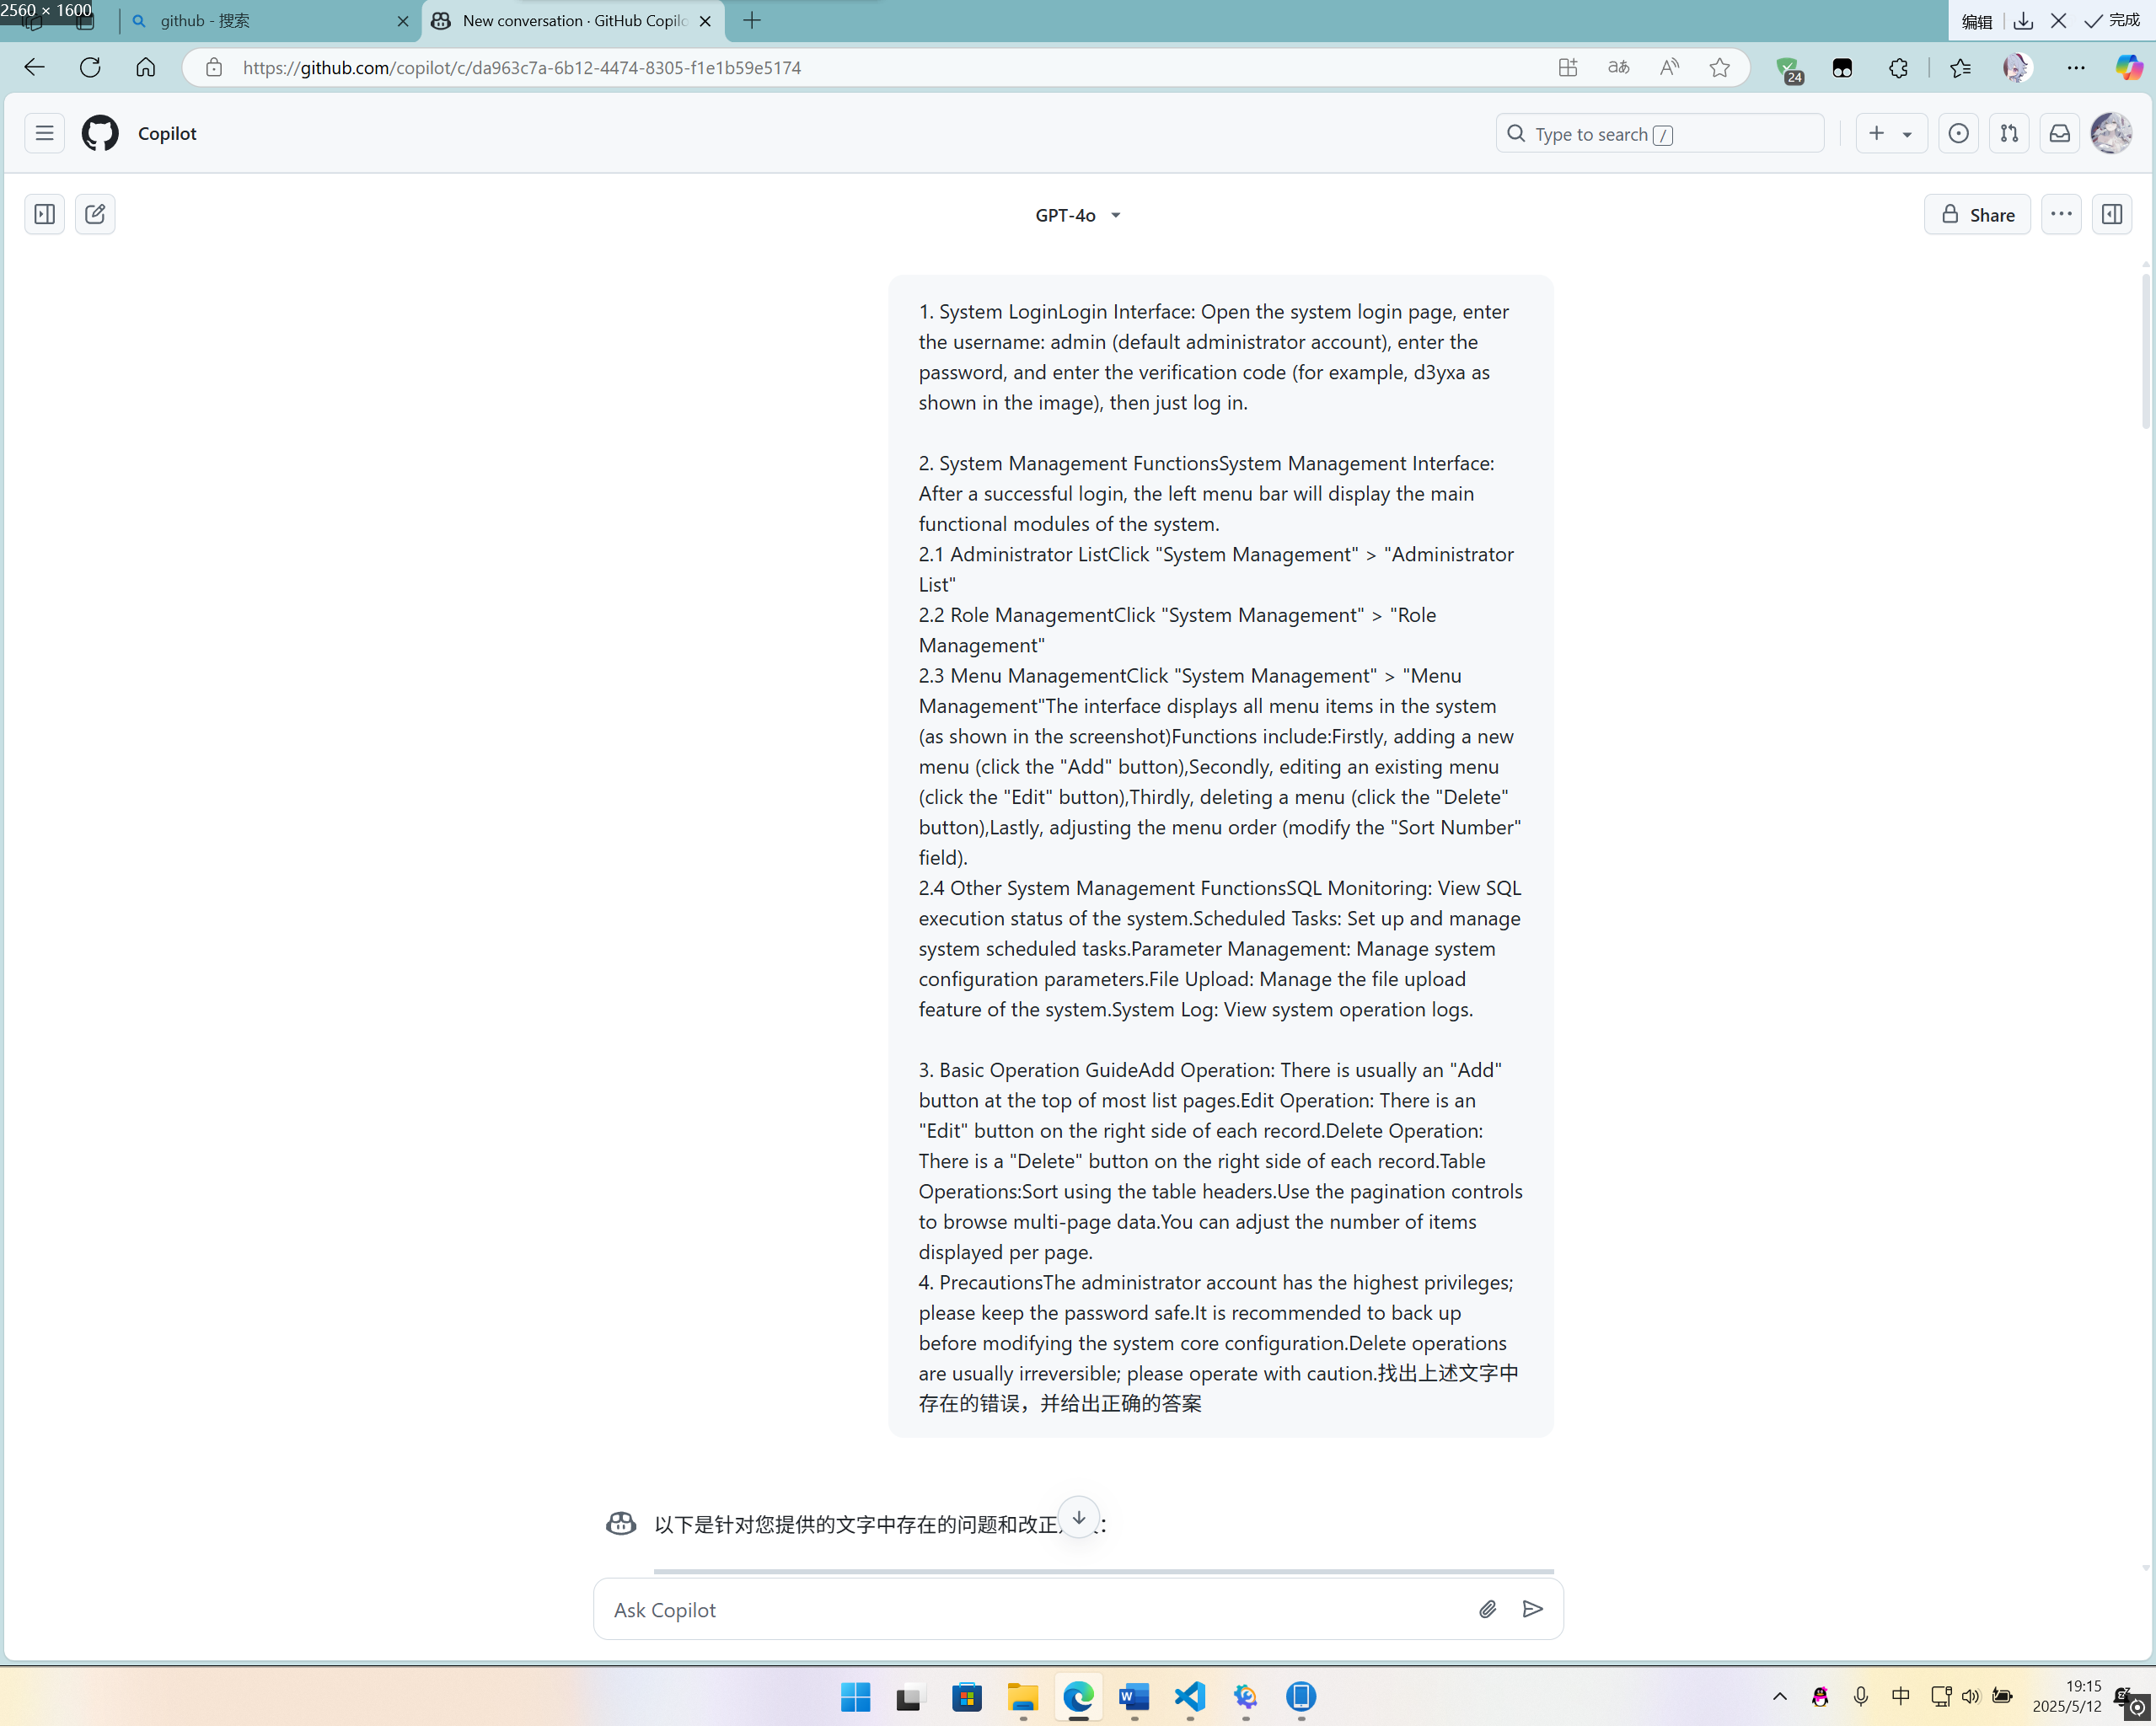 2560 × 1600
github - 搜索
New conversation · GitHub Copilo
编辑
完成
https://github.com/copilot/c/da963c7a-6b12-4474-8305-f1e1b59e5174
24
Copilot
Type to search /
GPT-4o
Share
1. System LoginLogin Interface: Open the system login page, enter
the username: admin (default administrator account), enter the
password, and enter the verification code (for example, d3yxa as
shown in the image), then just log in.
2. System Management FunctionsSystem Management Interface:
After a successful login, the left menu bar will display the main
functional modules of the system.
2.1 Administrator ListClick "System Management" > "Administrator
List"
2.2 Role ManagementClick "System Management" > "Role
Management"
2.3 Menu ManagementClick "System Management" > "Menu
Management"The interface displays all menu items in the system
(as shown in the screenshot)Functions include:Firstly, adding a new
menu (click the "Add" button),Secondly, editing an existing menu
(click the "Edit" button),Thirdly, deleting a menu (click the "Delete"
button),Lastly, adjusting the menu order (modify the "Sort Number"
field).
2.4 Other System Management FunctionsSQL Monitoring: View SQL
execution status of the system.Scheduled Tasks: Set up and manage
system scheduled tasks.Parameter Management: Manage system
configuration parameters.File Upload: Manage the file upload
feature of the system.System Log: View system operation logs.
3. Basic Operation GuideAdd Operation: There is usually an "Add"
button at the top of most list pages.Edit Operation: There is an
"Edit" button on the right side of each record.Delete Operation:
There is a "Delete" button on the right side of each record.Table
Operations:Sort using the table headers.Use the pagination controls
to browse multi-page data.You can adjust the number of items
displayed per page.
4. PrecautionsThe administrator account has the highest privileges;
please keep the password safe.It is recommended to back up
before modifying the system core configuration.Delete operations
are usually irreversible; please operate with caution.找出上述文字中
存在的错误，并给出正确的答案
以下是针对您提供的文字中存在的问题和改正
Ask Copilot
中
19:15
2025/5/12